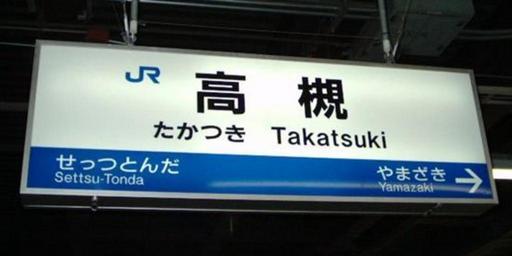 JR 高槻
たかつき Takatsuki
せっつとんだ やまざき →
Settsu-Tonda Yamazaki